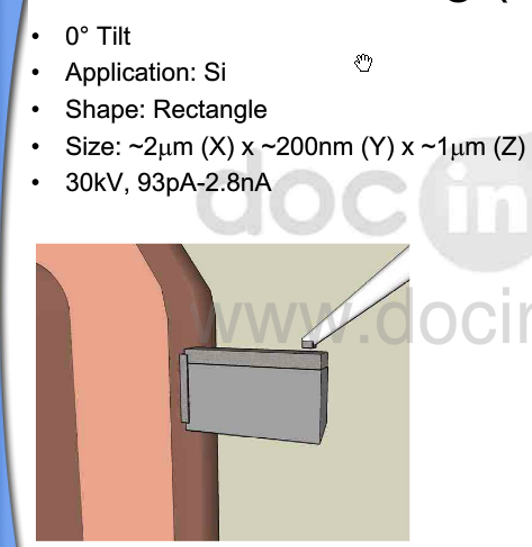 • 0° Tilt
• Application: Si
• Shape: Rectangle
• Size: ~2μm (X) x ~200nm (Y) x ~1μm (Z)
• 30kV, 93pA-2.8nA
doc in
www.docin